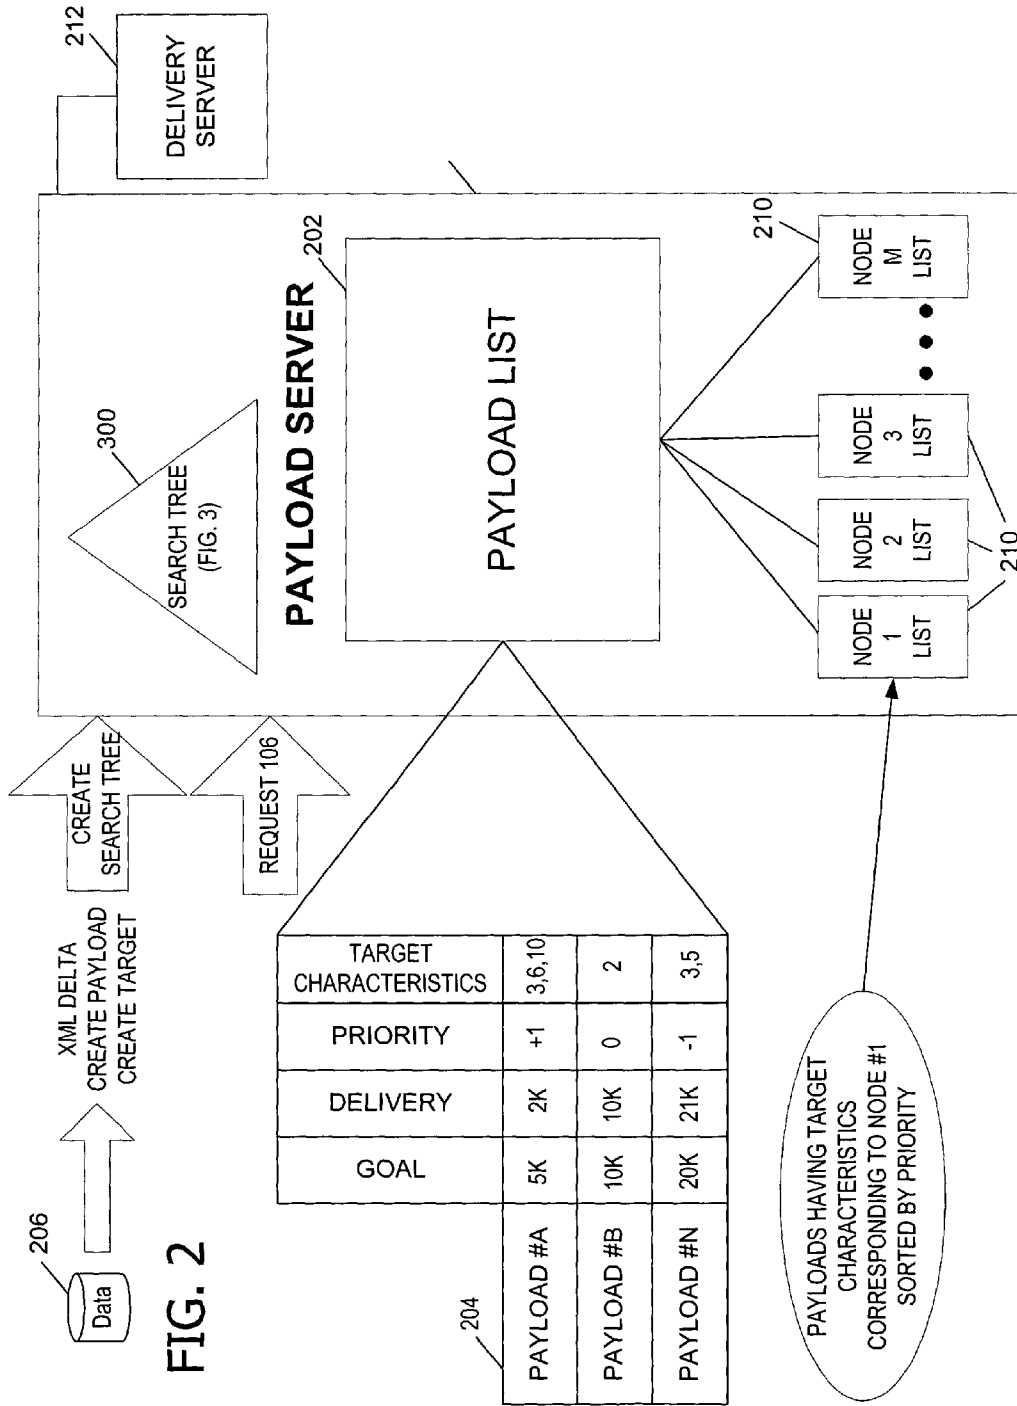 206
Data
XML DELTA
CREATE PAYLOAD
CREATE TARGET
CREATE
SEARCH TREE
REQUEST 106
300
SEARCH TREE
(FIG. 3)
PAYLOAD SERVER
212
DELIVERY
SERVER
FIG. 2
202
PAYLOAD LIST
204
GOAL
DELIVERY
PRIORITY
TARGET
CHARACTERISTICS
PAYLOAD #A
5K
2K
+1
3,6,10
PAYLOAD #B
10K
10K
0
2
PAYLOAD #N
20K
21K
-1
3,5
PAYLOADS HAVING TARGET
CHARACTERISTICS
CORRESPONDING TO NODE #1
SORTED BY PRIORITY
NODE
1
LIST
NODE
2
LIST
NODE
3
LIST
NODE
M
LIST
210
210